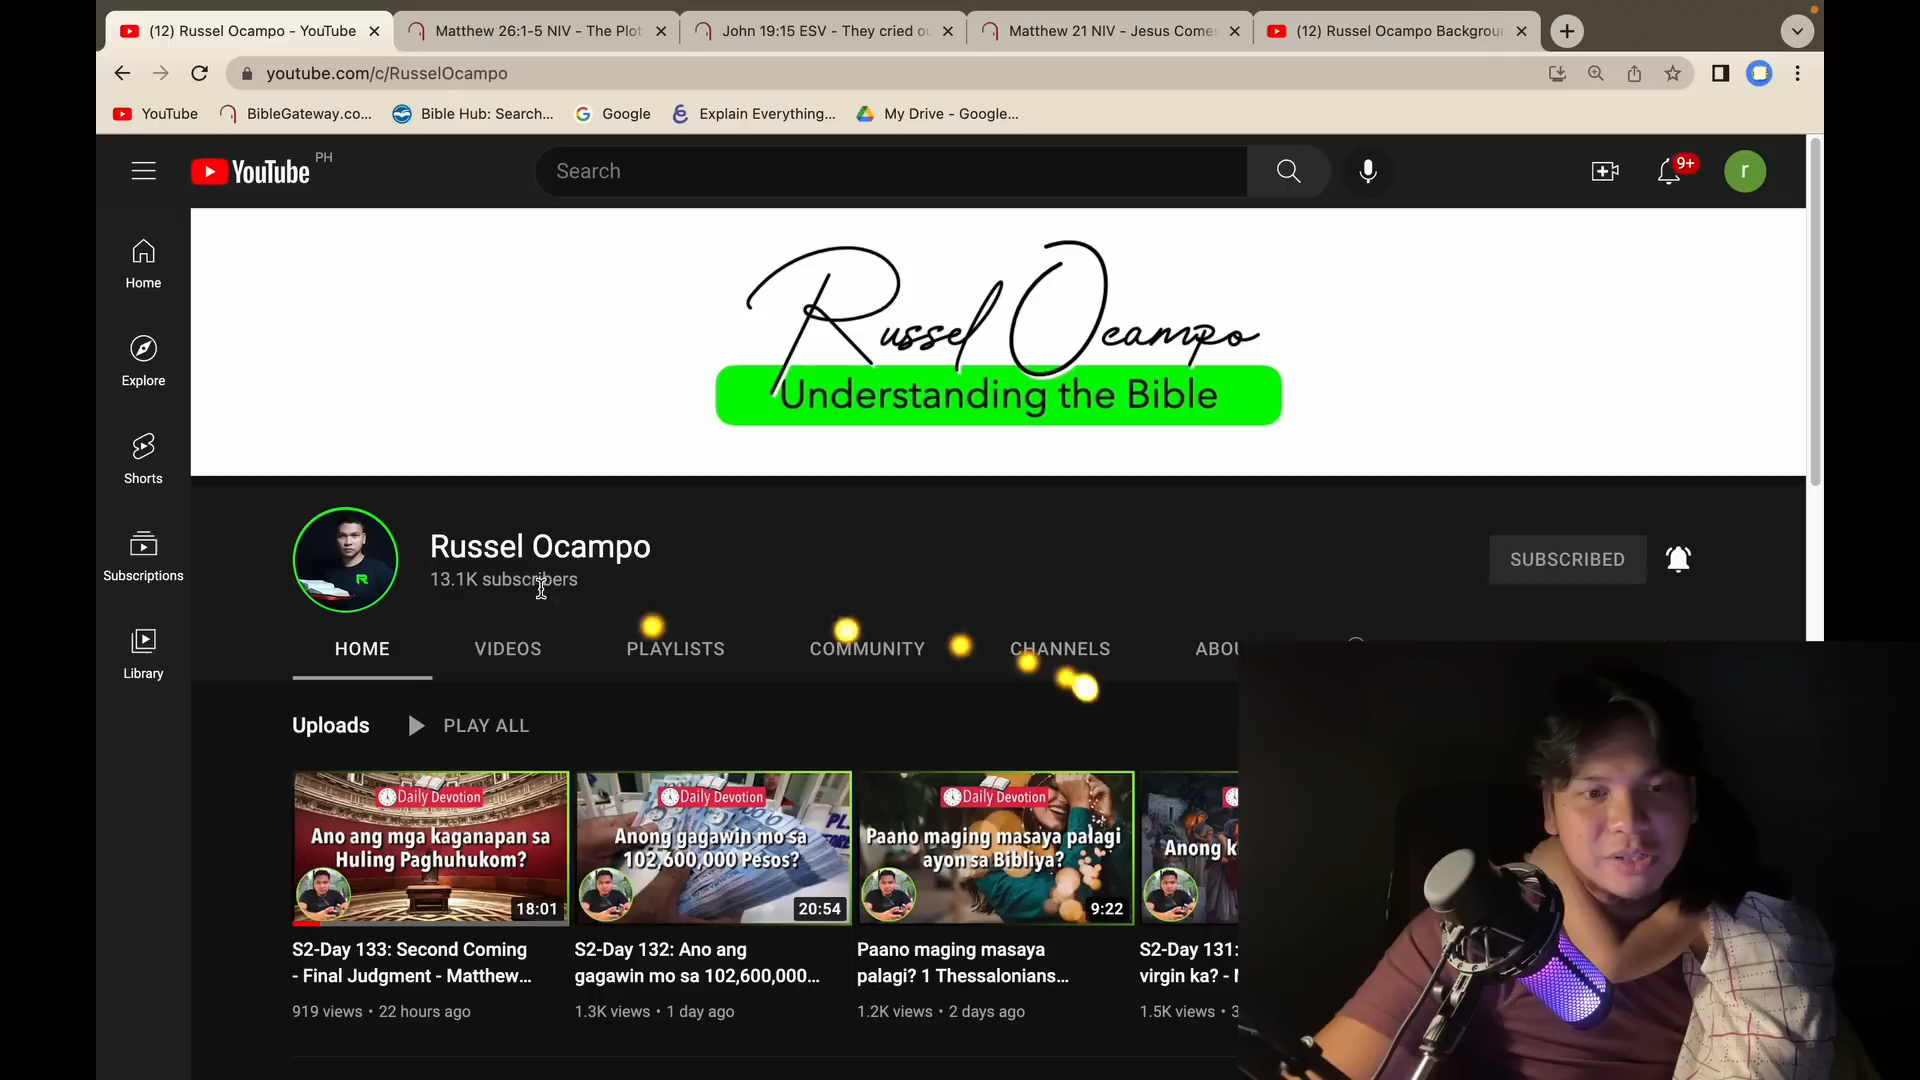 (12) Russel Ocampo - YouTube
Matthew 26:1-5 NIV - The Plot
John 19:15 ESV - They cried ou
Matthew 21 NIV - Jesus Comes
(12) Russel Ocampo Backgroun
youtube.com/c/RusselOcampo
YouTube
BibleGateway.co...
Bible Hub: Search...
Google
Explain Everything...
My Drive - Google...
YouTube PH
Search
9+
r
Home
Explore
Shorts
Subscriptions
Library
Russel Ocampo
Understanding the Bible
Russel Ocampo
13.1K subscribers
SUBSCRIBED
HOME
VIDEOS
PLAYLISTS
COMMUNITY
CHANNELS
ABOU
Uploads
PLAY ALL
Daily Devotion
Ano ang mga kaganapan sa
Huling Paghuhukom?
18:01
S2-Day 133: Second Coming
- Final Judgment - Matthew...
919 views • 22 hours ago
Daily Devotion
Anong gagawin mo sa
102,600,000 Pesos?
20:54
S2-Day 132: Ano ang
gagawin mo sa 102,600,000...
1.3K views • 1 day ago
Daily Devotion
Paano maging masaya palagi
ayon sa Bibliya?
9:22
Paano maging masaya
palagi? 1 Thessalonians...
1.2K views • 2 days ago
Anong k
S2-Day 131:
virgin ka? - M
1.5K views • 3